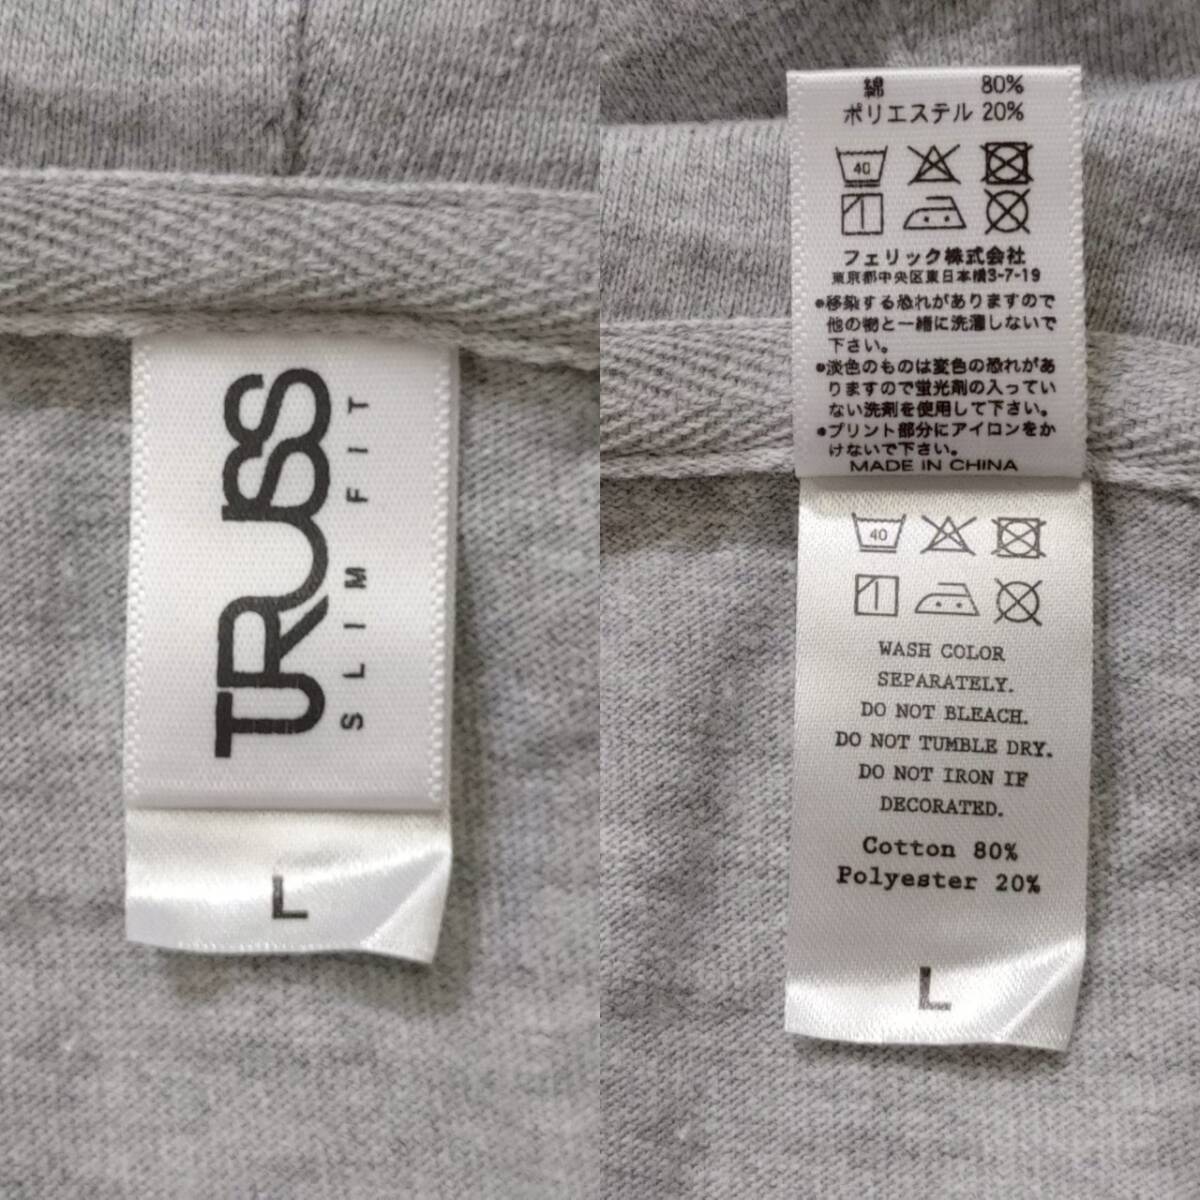 TRUSS
SLIM FIT
L
綿 80%
ポリエステル 20%
40
フェリック株式会社
東京都中央区東日本橋3-7-19
●移染する恐れがありますので
他の物と一緒に洗濯しないで
下さい。
●淡色のものは変色の恐れがあ
りますので蛍光剤の入ってい
ない洗剤を使用して下さい。
●プリント部分にアイロンをか
けないで下さい。
MADE IN CHINA
40
WASH COLOR
SEPARATELY.
DO NOT BLEACH.
DO NOT TUMBLE DRY.
DO NOT IRON IF
DECORATED.
Cotton 80%
Polyester 20%
L